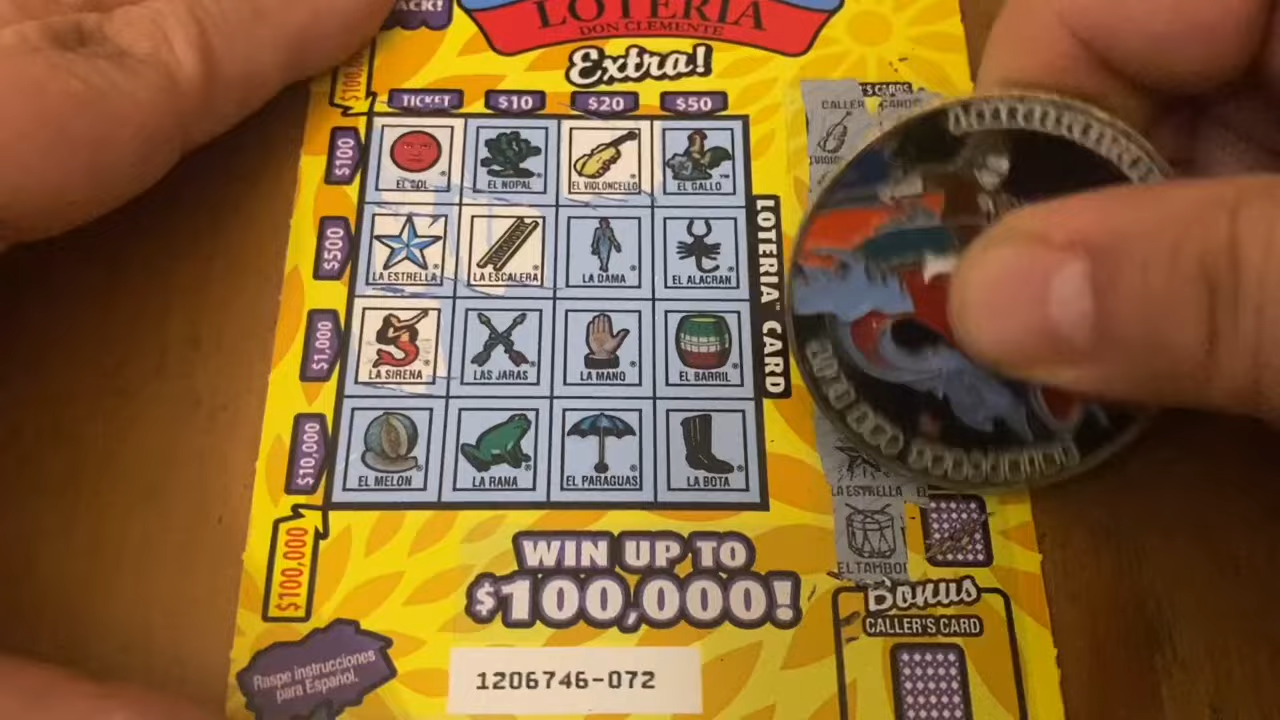 LOTERIA
DON CLEMENTE
Extra!
TICKET $10 $20 $50
$100
$500
$1,000
$10,000
$100,000
EL SOL EL NOPAL EL VIOLONCELLO EL GALLO
LA ESTRELLA LA ESCALERA LA DAMA EL ALACRAN
LA SIRENA LAS JARAS LA MANO EL BARRIL
EL MELON LA RANA EL PARAGUAS LA BOTA
LOTERIA™ CARD
CALLER CARDS
LA ESTRELLA
EL TAMBOR
WIN UP TO
$100,000!
Bonus
CALLER'S CARD
Raspe instrucciones
para Español.
1206746-072